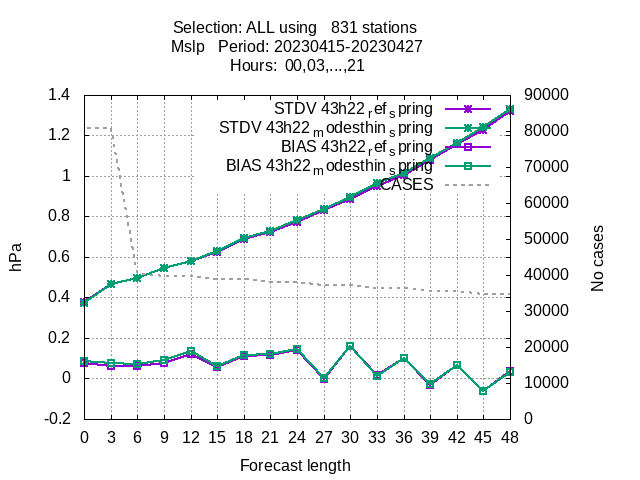 Selection: ALL using   831 stations
Mslp   Period: 20230415-20230427
Hours:  00,03,...,21
STDV 43h22_ref_spring
STDV 43h22_modesthin_spring
BIAS 43h22_ref_spring
BIAS 43h22_modesthin_spring
CASES
hPa
1.4
1.2
1
0.8
0.6
0.4
0.2
0
-0.2
90000
80000
70000
60000
50000
40000
30000
20000
10000
0
No cases
0 3 6 9 12 15 18 21 24 27 30 33 36 39 42 45 48
Forecast length